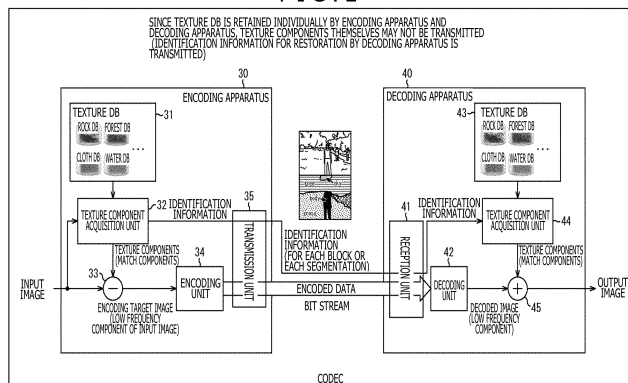 SINCE TEXTURE DB IS RETAINED INDIVIDUALLY BY ENCODING APPARATUS AND
DECODING APPARATUS, TEXTURE COMPONENTS THEMSELVES MAY NOT BE TRANSMITTED
(IDENTIFICATION INFORMATION FOR RESTORATION BY DECODING APPARATUS IS
TRANSMITTED)
30
ENCODING APPARATUS
TEXTURE DB
31
ROCK DB FOREST DB
...
CLOTH DB WATER DB
32
TEXTURE COMPONENT
ACQUISITION UNIT
IDENTIFICATION
INFORMATION
35
TRANSMISSION UNIT
TEXTURE COMPONENTS
(MATCH COMPONENTS)
34
33
INPUT
IMAGE
ENCODING
UNIT
ENCODING TARGET IMAGE
(LOW FREQUENCY
COMPONENT OF INPUT IMAGE)
IDENTIFICATION
INFORMATION
(FOR EACH BLOCK OR
EACH SEGMENTATION)
ENCODED DATA
BIT STREAM
40
DECODING APPARATUS
43
TEXTURE DB
ROCK DB FOREST DB
...
CLOTH DB WATER DB
41
RECEPTION UNIT
IDENTIFICATION
INFORMATION
TEXTURE COMPONENT
ACQUISITION UNIT
44
TEXTURE COMPONENTS
(MATCH COMPONENTS)
42
DECODING
UNIT
45
DECODED IMAGE
(LOW FREQUENCY
COMPONENT)
OUTPUT
IMAGE
CODEC